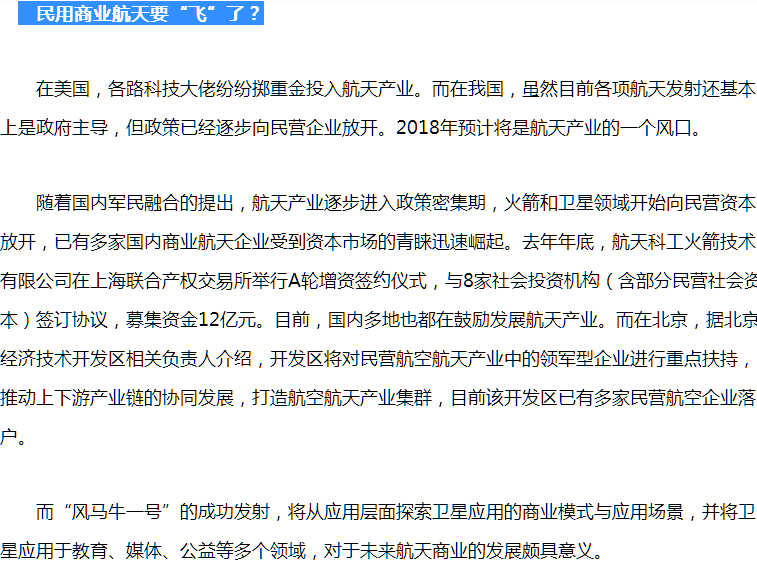 民用商业航天要“飞”了？
在美国，各路科技大佬纷纷掷重金投入航天产业。而在我国，虽然目前各项航天发射还基本
上是政府主导，但政策已经逐步向民营企业放开。2018年预计将是航天产业的一个风口。
随着国内军民融合的提出，航天产业逐步进入政策密集期，火箭和卫星领域开始向民营资本
放开，已有多家国内商业航天企业受到资本市场的青睐迅速崛起。去年年底，航天科工火箭技术
有限公司在上海联合产权交易所举行A轮增资签约仪式，与8家社会投资机构（含部分民营社会资
本）签订协议，募集资金12亿元。目前，国内多地也都在鼓励发展航天产业。而在北京，据北京
经济技术开发区相关负责人介绍，开发区将对民营航空航天产业中的领军型企业进行重点扶持，
推动上下游产业链的协同发展，打造航空航天产业集群，目前该开发区已有多家民营航空企业落
户。
而“风马牛一号”的成功发射，将从应用层面探索卫星应用的商业模式与应用场景，并将卫
星应用于教育、媒体、公益等多个领域，对于未来航天商业的发展颇具意义。